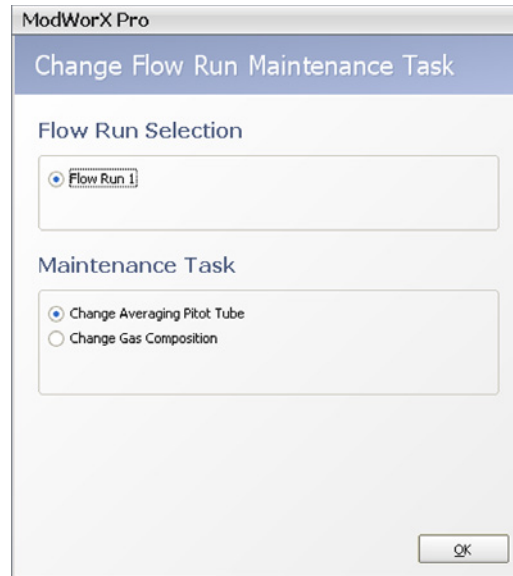 ModWorX Pro
Change Flow Run Maintenance Task
Flow Run Selection
Flow Run 1
Maintenance Task
Change Averaging Pitot Tube
Change Gas Composition
OK